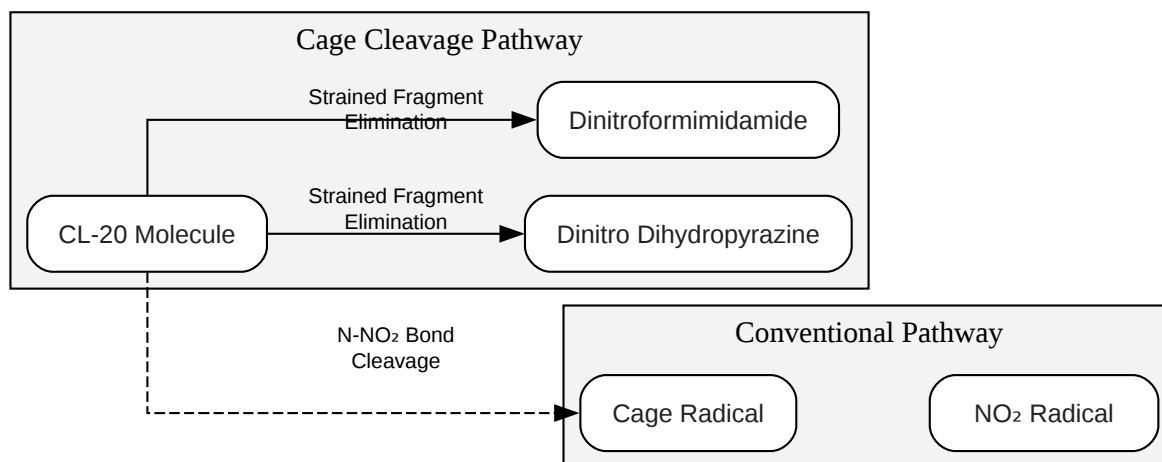 Cage Cleavage Pathway
Strained Fragment
Elimination
Dinitroformimidamide
Strained Fragment
Elimination
CL-20 Molecule
Dinitro Dihydropyrazine
N-NO₂ Bond
Cleavage
Conventional Pathway
Cage Radical
NO₂ Radical